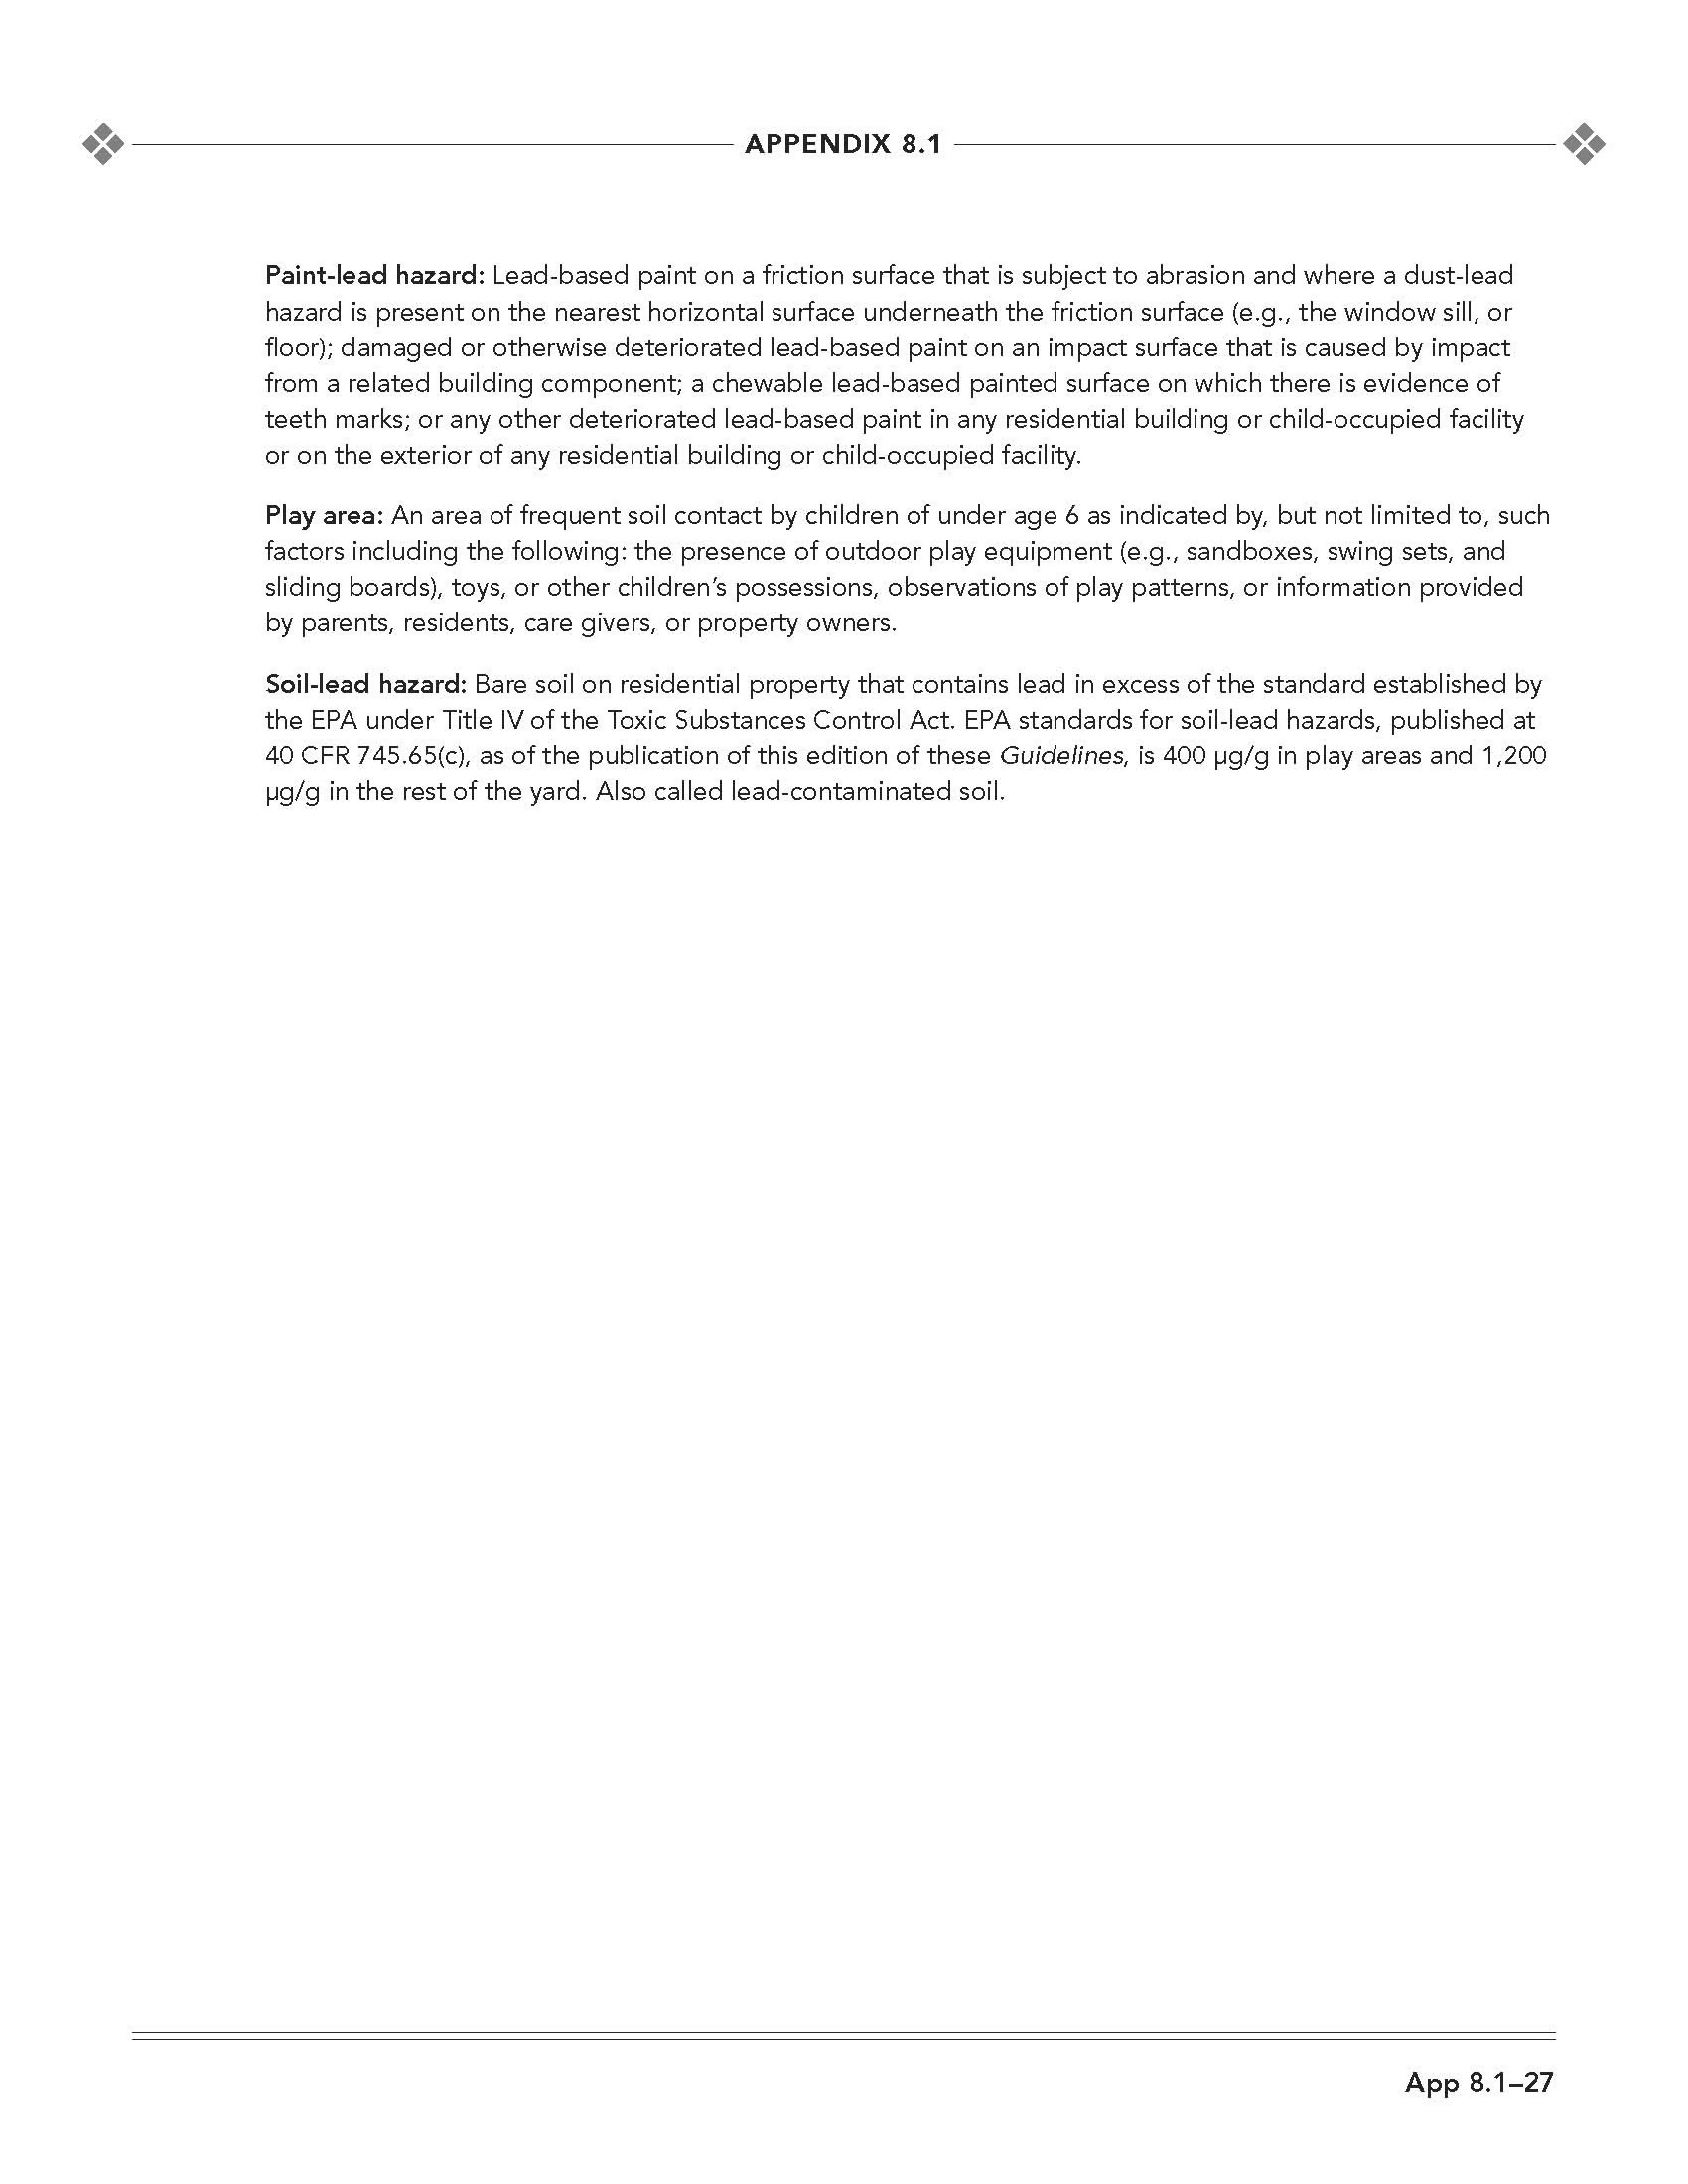 APPENDIX 8.1
Paint-lead hazard: Lead-based paint on a friction surface that is subject to abrasion and where a dust-lead
hazard is present on the nearest horizontal surface underneath the friction surface (e.g., the window sill, or
floor); damaged or otherwise deteriorated lead-based paint on an impact surface that is caused by impact
from a related building component; a chewable lead-based painted surface on which there is evidence of
teeth marks; or any other deteriorated lead-based paint in any residential building or child-occupied facility
or on the exterior of any residential building or child-occupied facility.
Play area: An area of frequent soil contact by children of under age 6 as indicated by, but not limited to, such
factors including the following: the presence of outdoor play equipment (e.g., sandboxes, swing sets, and
sliding boards), toys, or other children’s possessions, observations of play patterns, or information provided
by parents, residents, care givers, or property owners.
Soil-lead hazard: Bare soil on residential property that contains lead in excess of the standard established by
the EPA under Title IV of the Toxic Substances Control Act. EPA standards for soil-lead hazards, published at
40 CFR 745.65(c), as of the publication of this edition of these Guidelines, is 400 µg/g in play areas and 1,200
µg/g in the rest of the yard. Also called lead-contaminated soil.
App 8.1–27